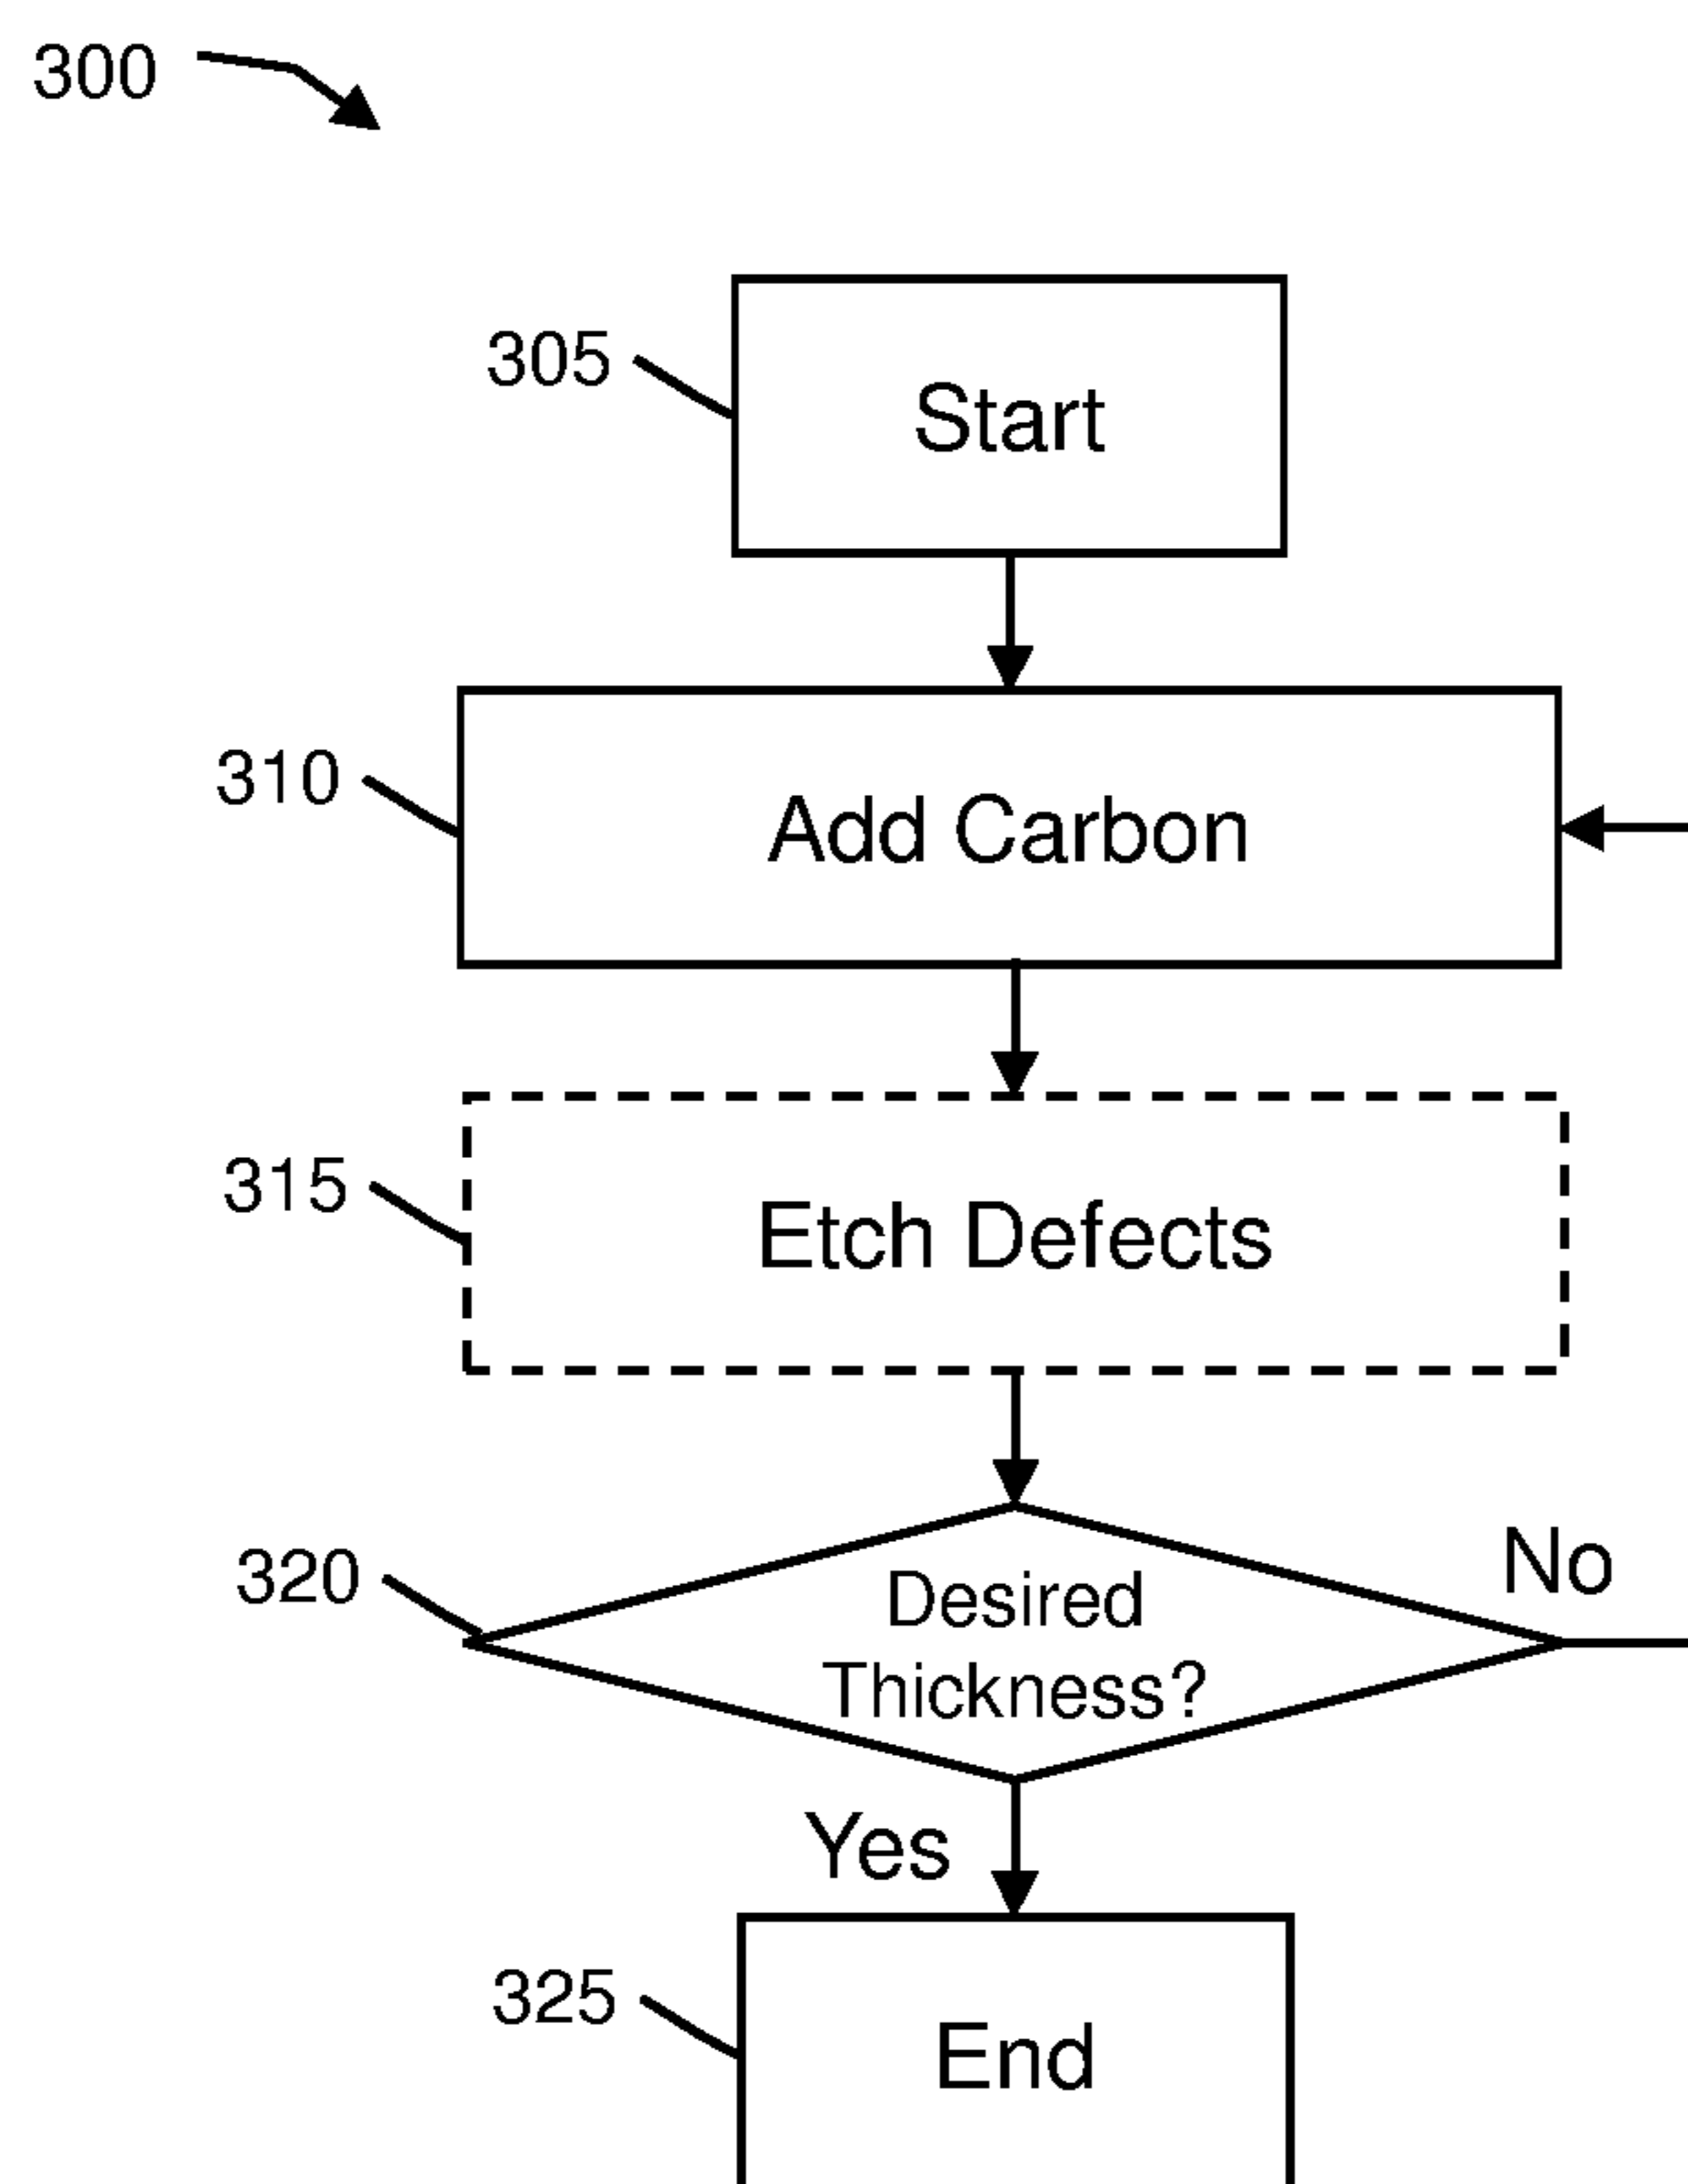 300
305
Start
310
Add Carbon
315
Etch Defects
320
Desired
Thickness?
No
Yes
325
End